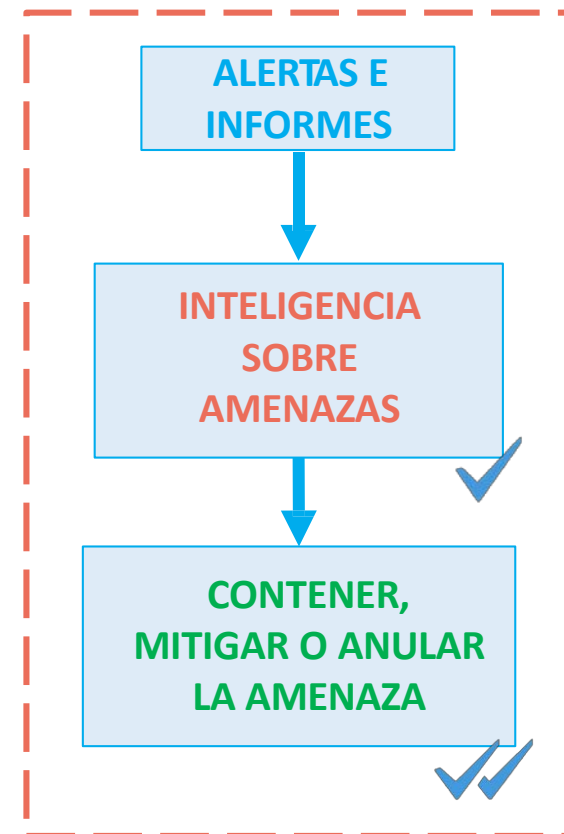 ALERTAS E
INFORMES
INTELIGENCIA
SOBRE
AMENAZAS
CONTENER,
MITIGAR O ANULAR
LA AMENAZA